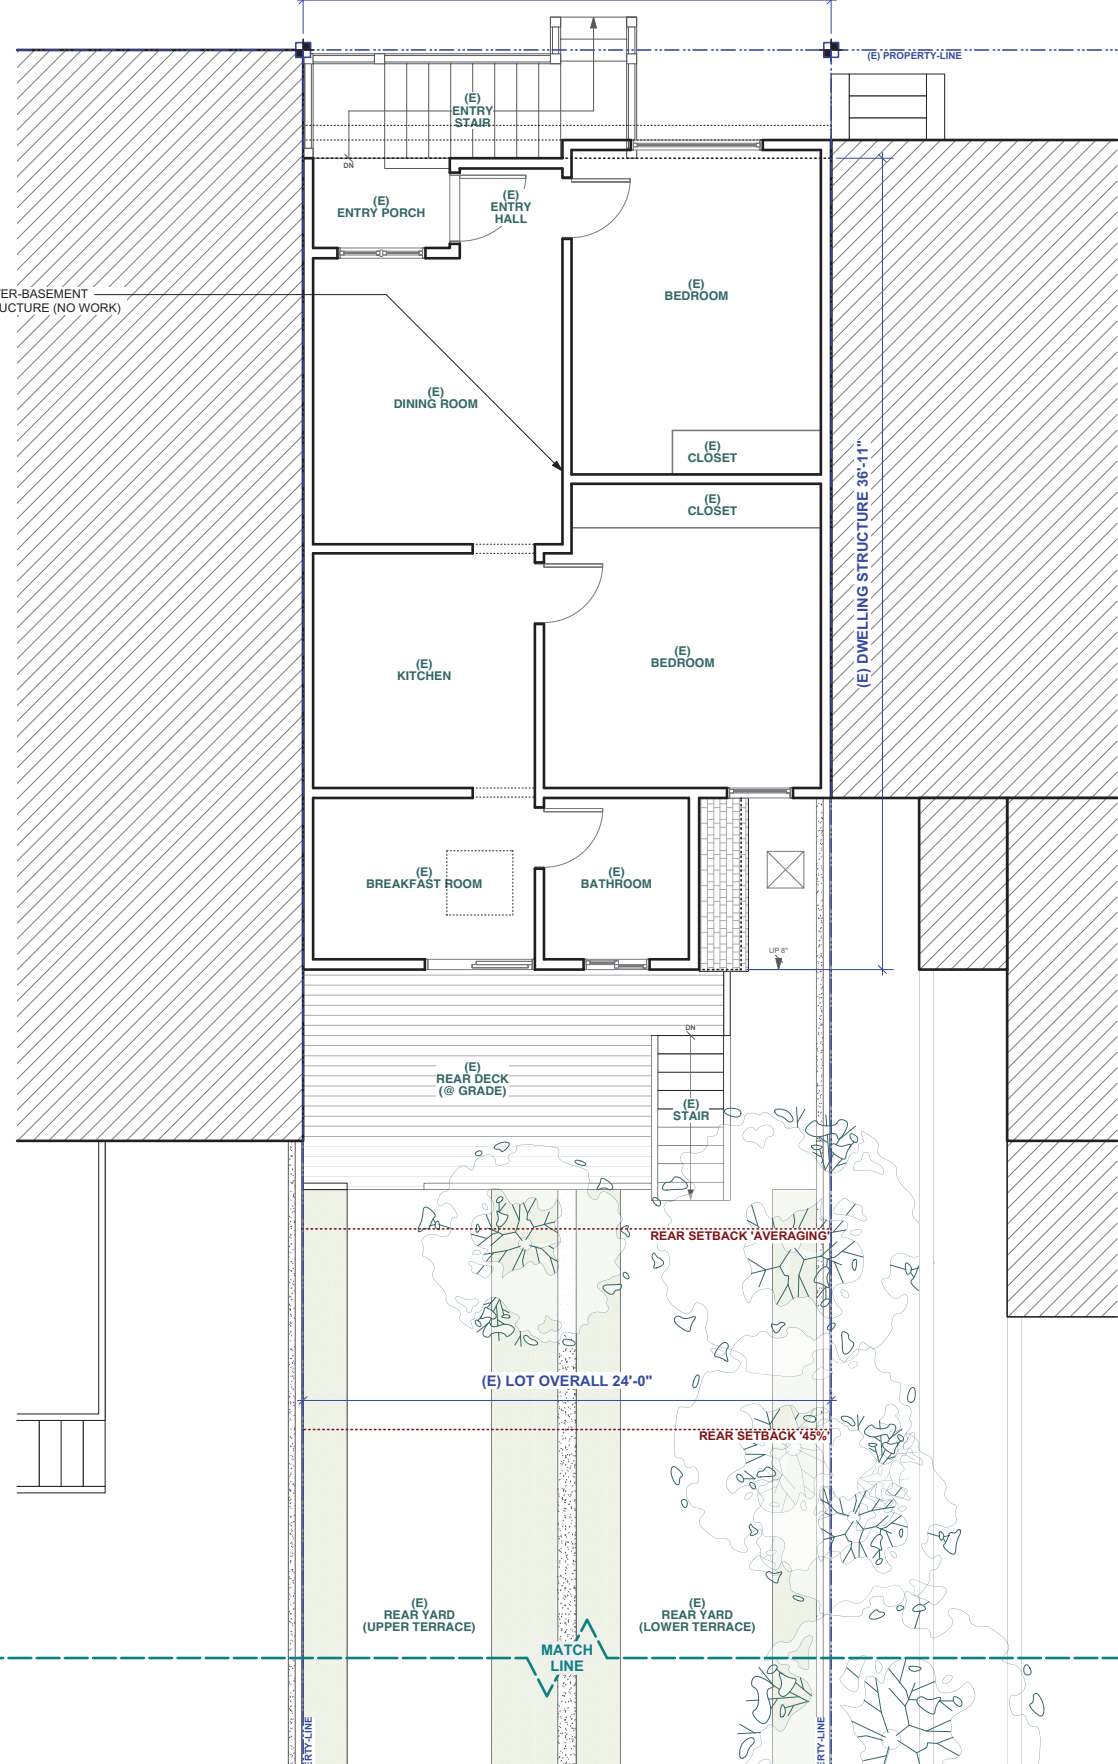 (E) PROPERTY-LINE
(E)
ENTRY
STAIR
DN
(E)
ENTRY PORCH
(E)
ENTRY
HALL
(E)
BEDROOM
ER-BASEMENT
UCTURE (NO WORK)
(E)
DINING ROOM
(E)
CLOSET
(E)
CLOSET
(E) DWELLING STRUCTURE 36'-11"
(E)
KITCHEN
(E)
BEDROOM
(E)
BREAKFAST ROOM
(E)
BATHROOM
UP 8"
DN
(E)
REAR DECK
(@ GRADE)
(E)
STAIR
REAR SETBACK 'AVERAGING'
(E) LOT OVERALL 24'-0"
REAR SETBACK '45%'
(E)
REAR YARD
(UPPER TERRACE)
(E)
REAR YARD
(LOWER TERRACE)
MATCH
LINE
ERTY-LINE
ERTY-LINE